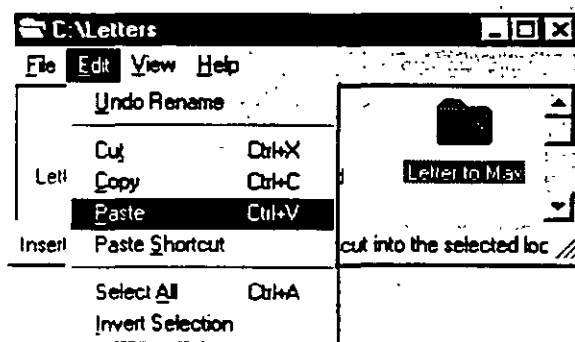 C:\Letters
File Edit View Help
Undo Rename
Cut Ctrl+X
Copy Ctrl+C
Letter to Max
Paste Ctrl+V
Paste Shortcut
cut into the selected loc
Select All Ctrl+A
Invert Selection